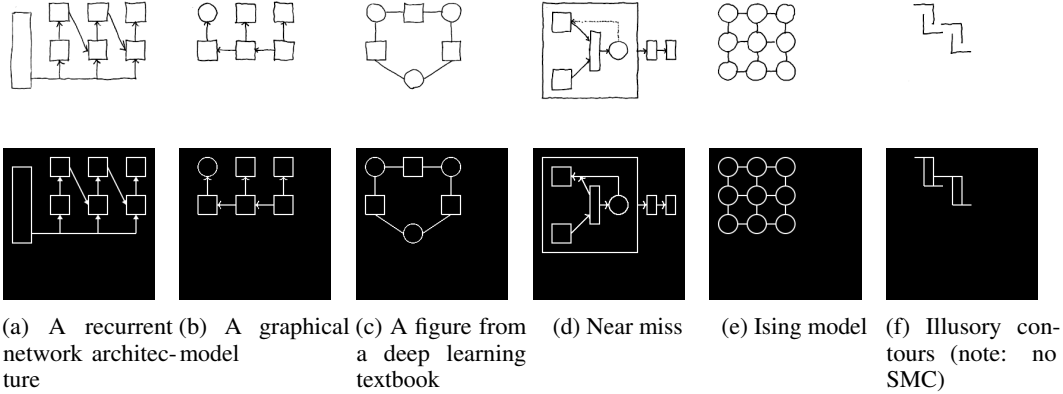 (a) A recurrent
network architec-
ture
(b) A graphical
model
(c) A figure from
a deep learning
textbook
(d) Near miss
(e) Ising model
(f) Illusory con-
tours (note: no
SMC)